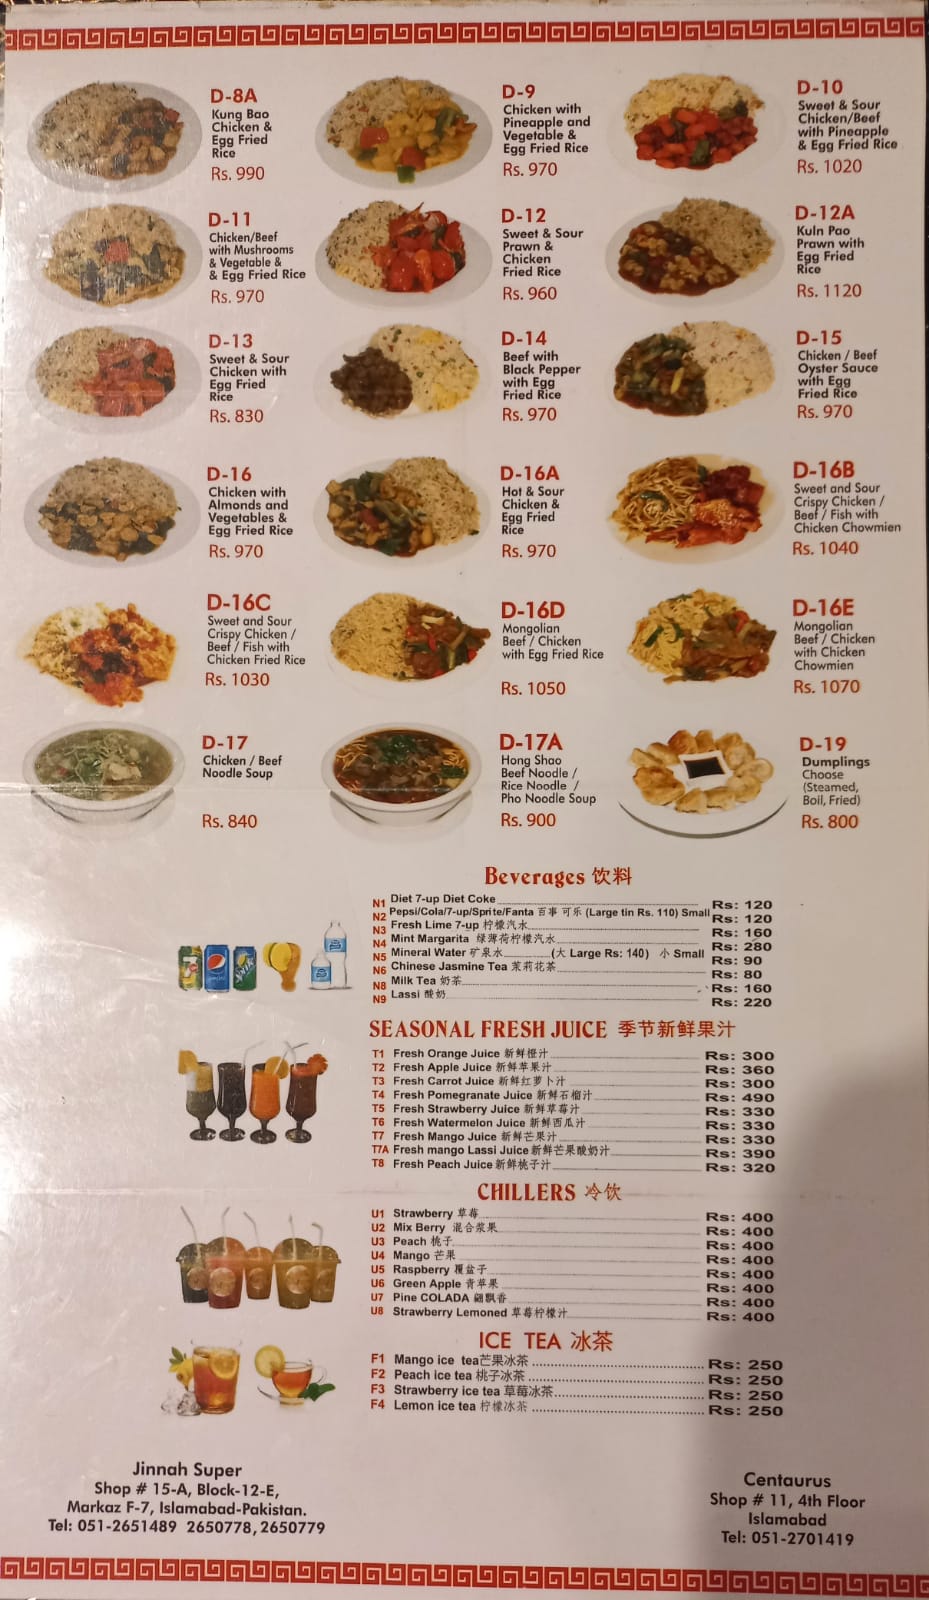 D-8A
Kung Bao
Chicken &
Egg Fried
Rice
Rs. 990
D-9
Chicken with
Pineapple and
Vegetable &
Egg Fried Rice
Rs. 970
D-10
Sweet & Sour
Chicken/Beef
with Pineapple
& Egg Fried Rice
Rs. 1020
D-11
Chicken/Beef
with Mushrooms
& Vegetable &
& Egg Fried Rice
Rs. 970
D-12
Sweet & Sour
Prawn &
Chicken
Fried Rice
Rs. 960
D-12A
Kuln Pao
Prawn with
Egg Fried
Rice
Rs. 1120
D-13
Sweet & Sour
Chicken with
Egg Fried
Rice
Rs. 830
D-14
Beef with
Black Pepper
with Egg
Fried Rice
Rs. 970
D-15
Chicken / Beef
Oyster Sauce
with Egg
Fried Rice
Rs. 970
D-16
Chicken with
Almonds and
Vegetables &
Egg Fried Rice
Rs. 970
D-16A
Hot & Sour
Chicken &
Egg Fried
Rice
Rs. 970
D-16B
Sweet and Sour
Crispy Chicken /
Beef / Fish with
Chicken Chowmien
Rs. 1040
D-16C
Sweet and Sour
Crispy Chicken /
Beef / Fish with
Chicken Fried Rice
Rs. 1030
D-16D
Mongolian
Beef / Chicken
with Egg Fried Rice
Rs. 1050
D-16E
Mongolian
Beef / Chicken
with Chicken
Chowmien
Rs. 1070
D-17
Chicken / Beef
Noodle Soup
Rs. 840
D-17A
Hong Shao
Beef Noodle /
Rice Noodle /
Pho Noodle Soup
Rs. 900
D-19
Dumplings
Choose
(Steamed,
Boil, Fried)
Rs. 800
Beverages 饮料
N1 Diet 7-up Diet Coke Rs: 120
N2 Pepsi/Cola/7-up/Sprite/Fanta 百事 可乐 (Large tin Rs. 110) Small Rs: 120
N3 Fresh Lime 7-up 柠檬汽水 Rs: 160
N4 Mint Margarita 绿薄荷柠檬汽水 Rs: 280
N5 Mineral Water 矿泉水 (大 Large Rs: 140) 小 Small Rs: 90
N6 Chinese Jasmine Tea 茉莉花茶 Rs: 80
N8 Milk Tea 奶茶 Rs: 160
N9 Lassi 酸奶 Rs: 220
SEASONAL FRESH JUICE 季节新鲜果汁
T1 Fresh Orange Juice 新鲜橙汁 Rs: 300
T2 Fresh Apple Juice 新鲜苹果汁 Rs: 360
T3 Fresh Carrot Juice 新鲜红萝卜汁 Rs: 300
T4 Fresh Pomegranate Juice 新鲜石榴汁 Rs: 490
T5 Fresh Strawberry Juice 新鲜草莓汁 Rs: 330
T6 Fresh Watermelon Juice 新鲜西瓜汁 Rs: 330
T7 Fresh Mango Juice 新鲜芒果汁 Rs: 330
T7A Fresh mango Lassi Juice 新鲜芒果酸奶汁 Rs: 390
T8 Fresh Peach Juice 新鲜桃子汁 Rs: 320
CHILLERS 冷饮
U1 Strawberry 草莓 Rs: 400
U2 Mix Berry 混合浆果 Rs: 400
U3 Peach 桃子 Rs: 400
U4 Mango 芒果 Rs: 400
U5 Raspberry 覆盆子 Rs: 400
U6 Green Apple 青苹果 Rs: 400
U7 Pine COLADA 翩飘香 Rs: 400
U8 Strawberry Lemoned 草莓柠檬汁 Rs: 400
ICE TEA 冰茶
F1 Mango ice tea芒果冰茶 Rs: 250
F2 Peach ice tea 桃子冰茶 Rs: 250
F3 Strawberry ice tea 草莓冰茶 Rs: 250
F4 Lemon ice tea 柠檬冰茶 Rs: 250
Jinnah Super
Shop # 15-A, Block-12-E,
Markaz F-7, Islamabad-Pakistan.
Tel: 051-2651489 2650778, 2650779
Centaurus
Shop # 11, 4th Floor
Islamabad
Tel: 051-2701419